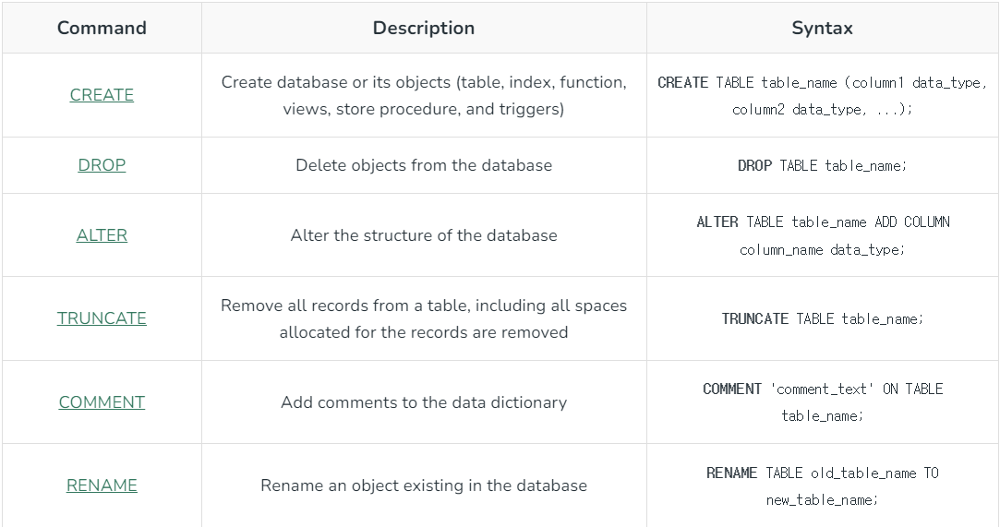 Command Description Syntax
CREATE
Create database or its objects (table, index, function,
views, store procedure, and triggers)
CREATE TABLE table_name (column1 data_type,
column2 data_type, ...);
DROP
Delete objects from the database
DROP TABLE table_name;
ALTER
Alter the structure of the database
ALTER TABLE table_name ADD COLUMN
column_name data_type;
TRUNCATE
Remove all records from a table, including all spaces
allocated for the records are removed
TRUNCATE TABLE table_name;
COMMENT
Add comments to the data dictionary
COMMENT 'comment_text' ON TABLE
table_name;
RENAME
Rename an object existing in the database
RENAME TABLE old_table_name TO
new_table_name;